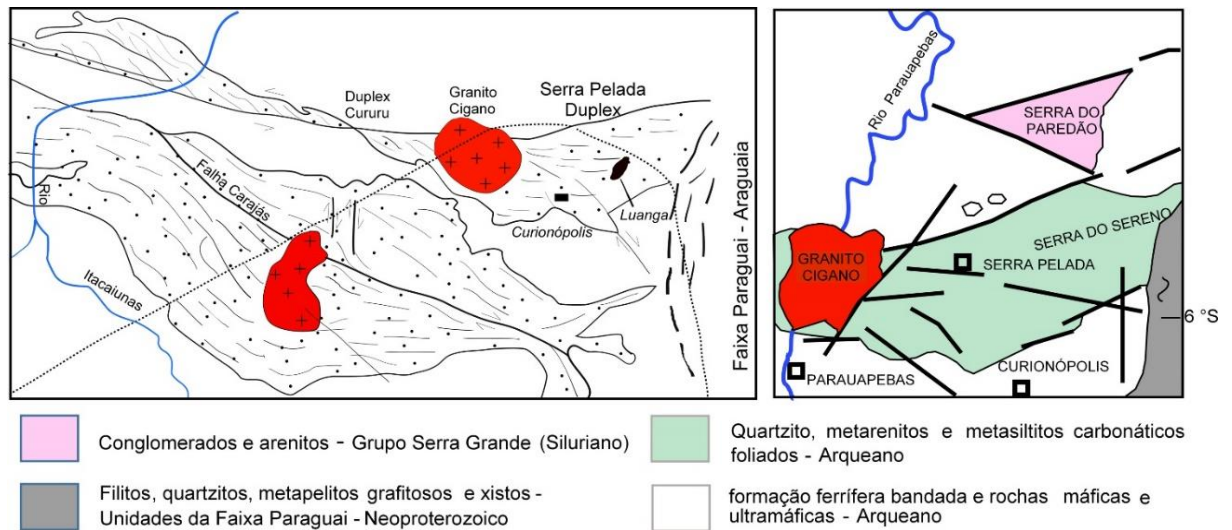 Rio
Itacaiunas
Falha Carajás
Duplex
Cururu
Granito
Cigano
Serra Pelada
Duplex
Luanga
Curionópolis
Faixa Paraguai - Araguaia
Rio Parauapebas
SERRA DO
PAREDÃO
SERRA DO SERENO
GRANITO
CIGANO
SERRA PELADA
6 °S
CURIONÓPOLIS
PARAUAPEBAS
Conglomerados e arenitos - Grupo Serra Grande (Siluriano)
Filitos, quartzitos, metapelitos grafitosos e xistos -
Unidades da Faixa Paraguai - Neoproterozoico
Quartzito, metarenitos e metasiltitos carbonáticos
foliados - Arqueano
formação ferrífera bandada e rochas máficas e
ultramáficas - Arqueano